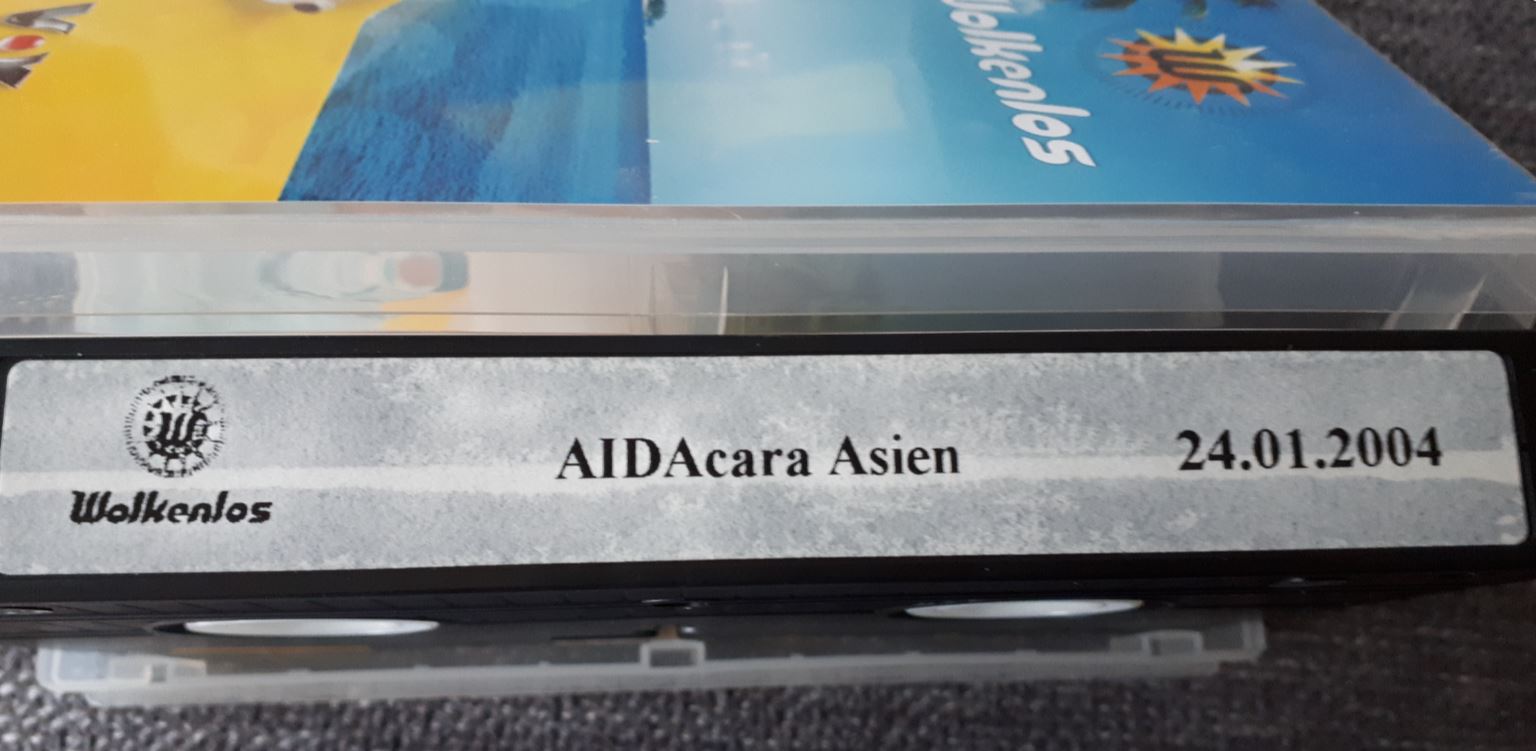 Wolkenlos
W
W
Wolkenlos
AIDAcara Asien
24.01.2004